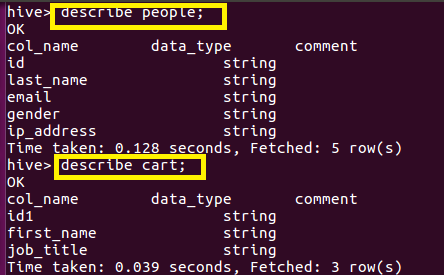 hive> describe people;
OK
col_name data_type comment
id string
last_name string
email string
gender string
ip_address string
Time taken: 0.128 seconds, Fetched: 5 row(s)
hive> describe cart;
OK
col_name data_type comment
id1 string
first_name string
job_title string
Time taken: 0.039 seconds, Fetched: 3 row(s)